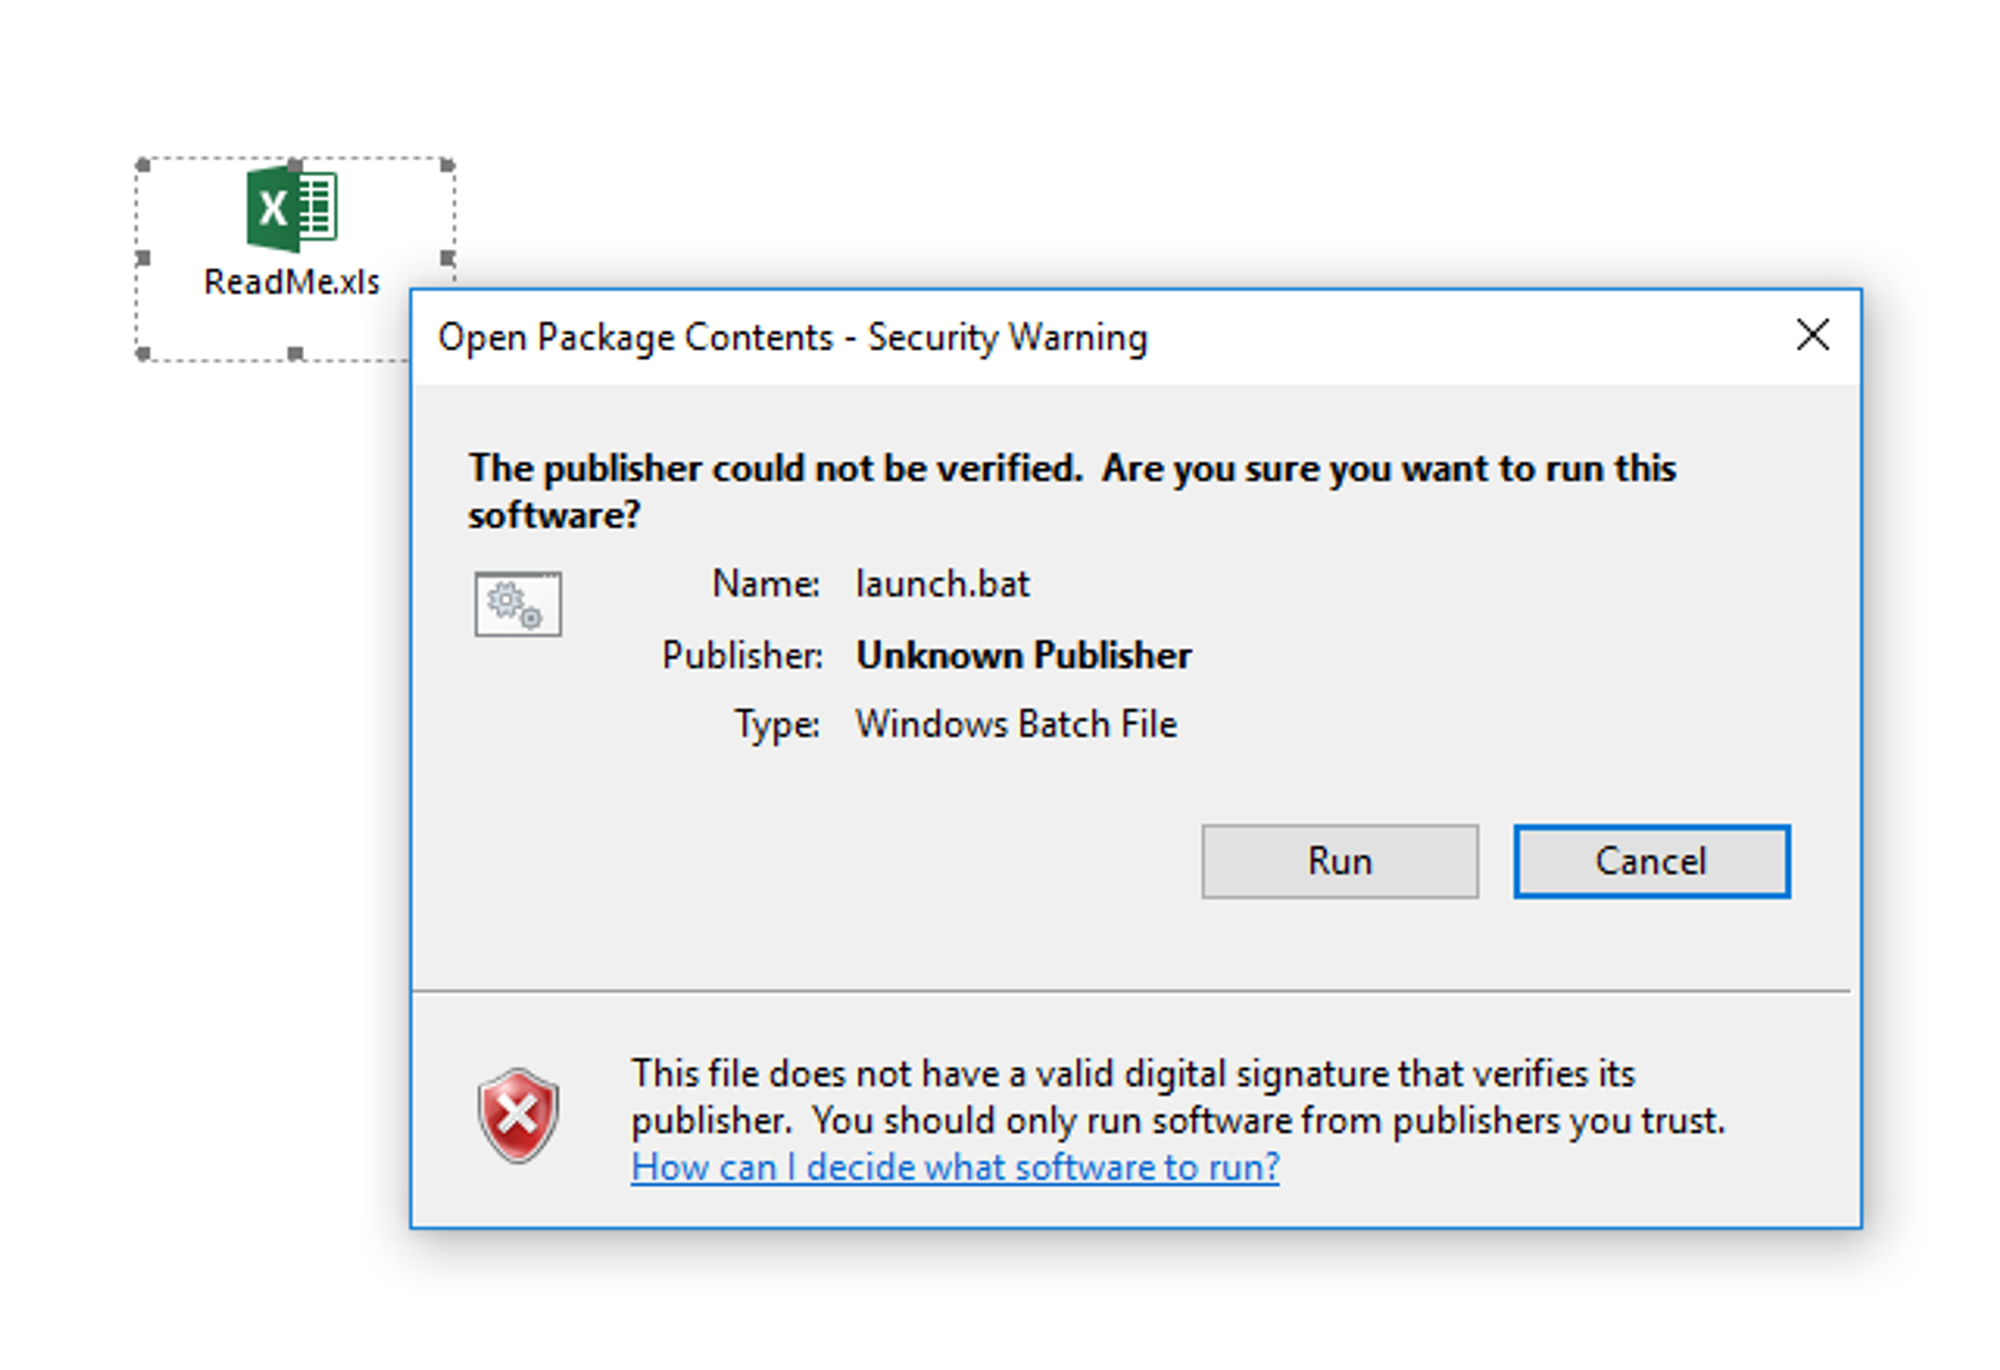 X
ReadMe.xls
Open Package Contents - Security Warning
The publisher could not be verified.  Are you sure you want to run this
software?
Name: launch.bat
Publisher: Unknown Publisher
Type: Windows Batch File
Run Cancel
This file does not have a valid digital signature that verifies its
publisher.  You should only run software from publishers you trust.
How can I decide what software to run?